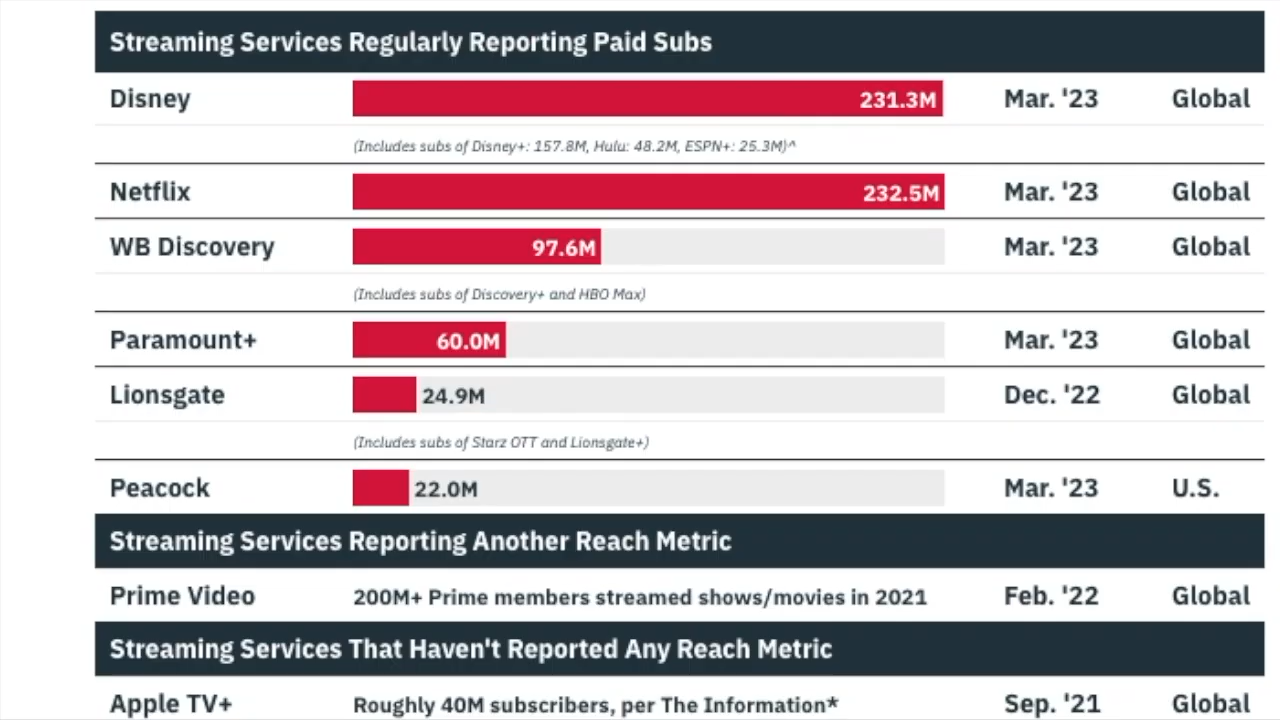 Streaming Services Regularly Reporting Paid Subs
Disney 231.3M Mar. '23 Global
(Includes subs of Disney+: 157.8M, Hulu: 48.2M, ESPN+: 25.3M)^
Netflix 232.5M Mar. '23 Global
WB Discovery 97.6M Mar. '23 Global
(Includes subs of Discovery+ and HBO Max)
Paramount+ 60.0M Mar. '23 Global
Lionsgate 24.9M Dec. '22 Global
(Includes subs of Starz OTT and Lionsgate+)
Peacock 22.0M Mar. '23 U.S.
Streaming Services Reporting Another Reach Metric
Prime Video 200M+ Prime members streamed shows/movies in 2021 Feb. '22 Global
Streaming Services That Haven't Reported Any Reach Metric
Apple TV+ Roughly 40M subscribers, per The Information* Sep. '21 Global